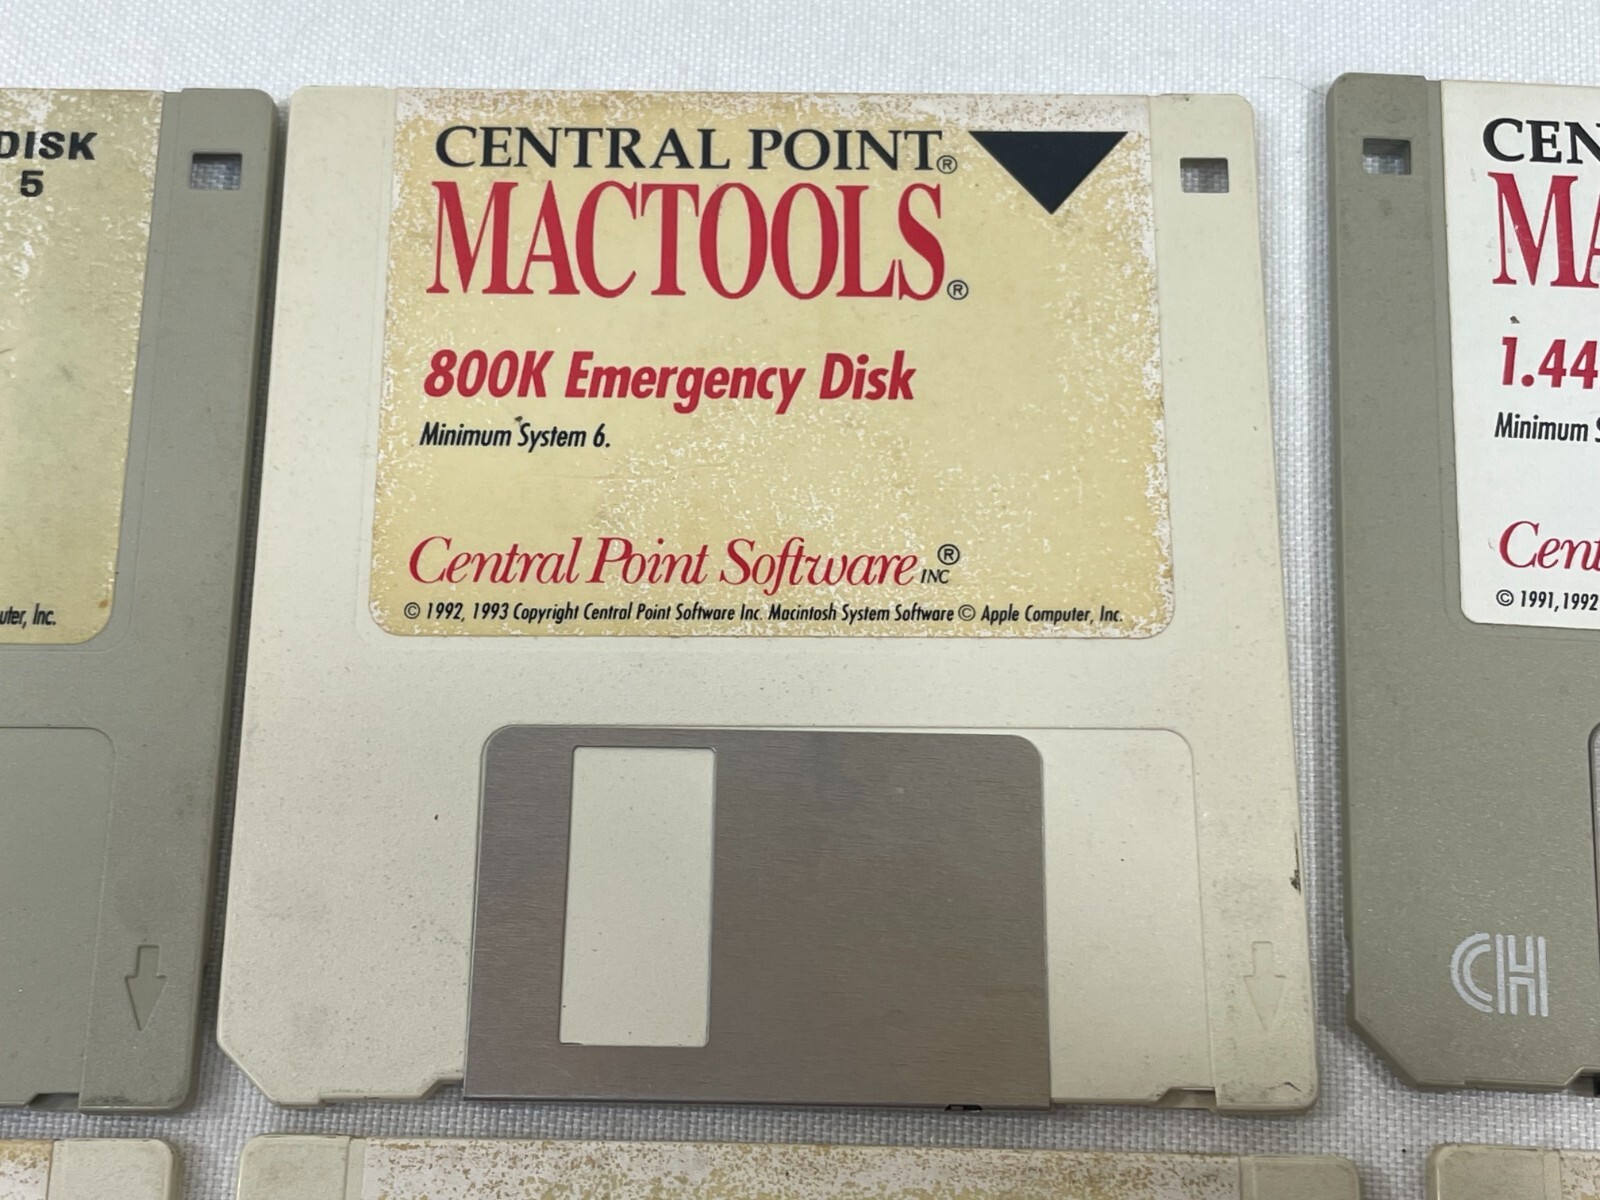 DISK
5
uter, Inc.
CENTRAL POINT®
MACTOOLS®
800K Emergency Disk
Minimum System 6.
Central Point Software INC ®
© 1992, 1993 Copyright Central Point Software Inc. Macintosh System Software © Apple Computer, Inc.
CEN
MA
1.44
Minimum S
Cent
© 1991, 1992
CH